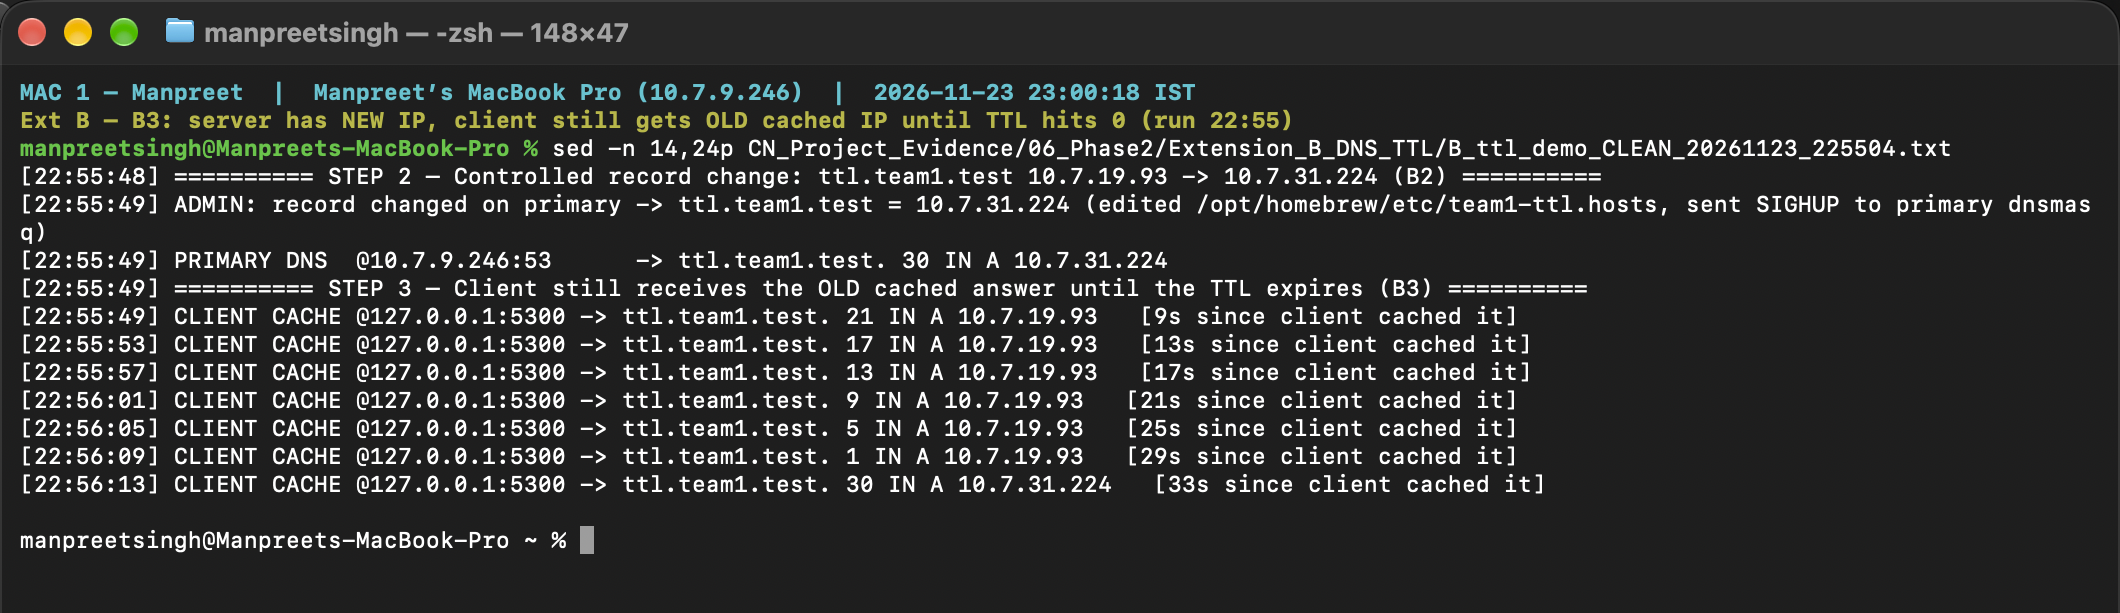 manpreetsingh — -zsh — 148×47
MAC 1 — Manpreet  |  Manpreet’s MacBook Pro (10.7.9.246)  |  2026-11-23 23:00:18 IST
Ext B — B3: server has NEW IP, client still gets OLD cached IP until TTL hits 0 (run 22:55)
manpreetsingh@Manpreets-MacBook-Pro % sed -n 14,24p CN_Project_Evidence/06_Phase2/Extension_B_DNS_TTL/B_ttl_demo_CLEAN_20261123_225504.txt
[22:55:48] ========== STEP 2 — Controlled record change: ttl.team1.test 10.7.19.93 -> 10.7.31.224 (B2) ==========
[22:55:49] ADMIN: record changed on primary -> ttl.team1.test = 10.7.31.224 (edited /opt/homebrew/etc/team1-ttl.hosts, sent SIGHUP to primary dnsmas
q)
[22:55:49] PRIMARY DNS  @10.7.9.246:53      -> ttl.team1.test. 30 IN A 10.7.31.224
[22:55:49] ========== STEP 3 — Client still receives the OLD cached answer until the TTL expires (B3) ==========
[22:55:49] CLIENT CACHE @127.0.0.1:5300 -> ttl.team1.test. 21 IN A 10.7.19.93   [9s since client cached it]
[22:55:53] CLIENT CACHE @127.0.0.1:5300 -> ttl.team1.test. 17 IN A 10.7.19.93   [13s since client cached it]
[22:55:57] CLIENT CACHE @127.0.0.1:5300 -> ttl.team1.test. 13 IN A 10.7.19.93   [17s since client cached it]
[22:56:01] CLIENT CACHE @127.0.0.1:5300 -> ttl.team1.test. 9 IN A 10.7.19.93   [21s since client cached it]
[22:56:05] CLIENT CACHE @127.0.0.1:5300 -> ttl.team1.test. 5 IN A 10.7.19.93   [25s since client cached it]
[22:56:09] CLIENT CACHE @127.0.0.1:5300 -> ttl.team1.test. 1 IN A 10.7.19.93   [29s since client cached it]
[22:56:13] CLIENT CACHE @127.0.0.1:5300 -> ttl.team1.test. 30 IN A 10.7.31.224   [33s since client cached it]
manpreetsingh@Manpreets-MacBook-Pro ~ %